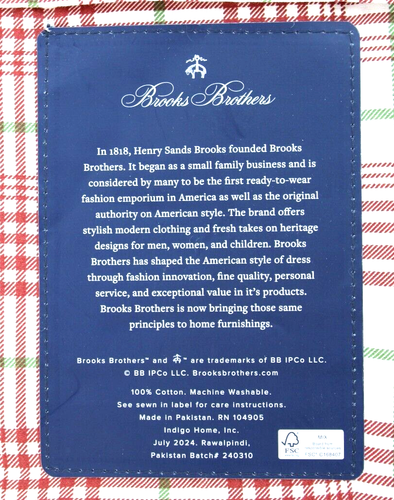 Brooks Brothers
In 1818, Henry Sands Brooks founded Brooks
Brothers. It began as a small family business and is
considered by many to be the first ready-to-wear
fashion emporium in America as well as the original
authority on American style. The brand offers
stylish modern clothing and fresh takes on heritage
designs for men, women, and children. Brooks
Brothers has shaped the American style of dress
through fashion innovation, fine quality, personal
service, and exceptional value in it's products.
Brooks Brothers is now bringing those same
principles to home furnishings.
Brooks Brothers™ and ™ are trademarks of BB IPCo LLC.
© BB IPCo LLC. Brooksbrothers.com
100% Cotton. Machine Washable.
See sewn in label for care instructions.
Made in Pakistan. RN 104905
Indigo Home, Inc.
July 2024. Rawalpindi,
Pakistan Batch# 240310
FSC
MIX